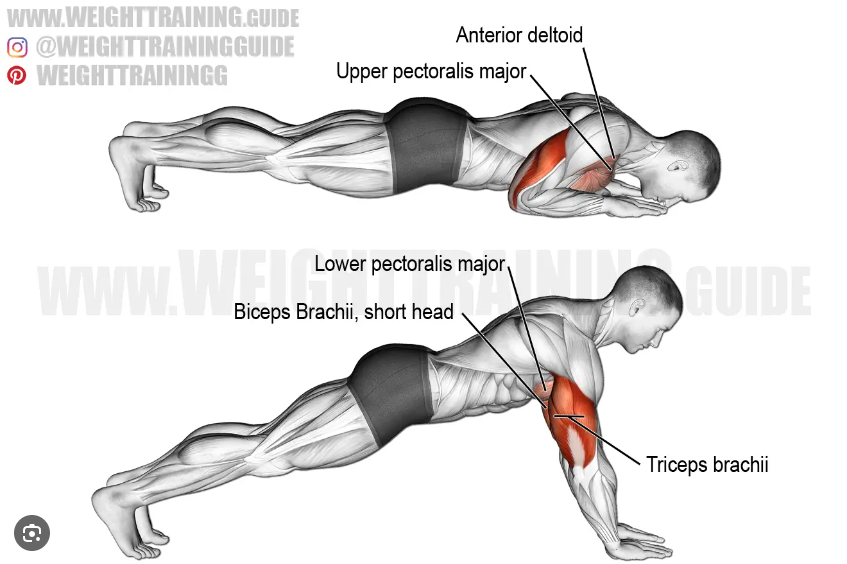 WWW.WEIGHTTRAINING.GUIDE
@WEIGHTTRAININGGUIDE
WEIGHTTRAININGG
Anterior deltoid
Upper pectoralis major
WWW.WEIGHTTRAINING.GUIDE
Lower pectoralis major
Biceps Brachii, short head
Triceps brachii